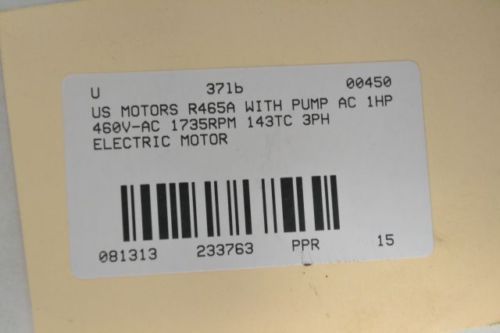 U 37lb 00450
US MOTORS R465A WITH PUMP AC 1HP
460V-AC 1735RPM 143TC 3PH
ELECTRIC MOTOR
081313 233763 PPR 15